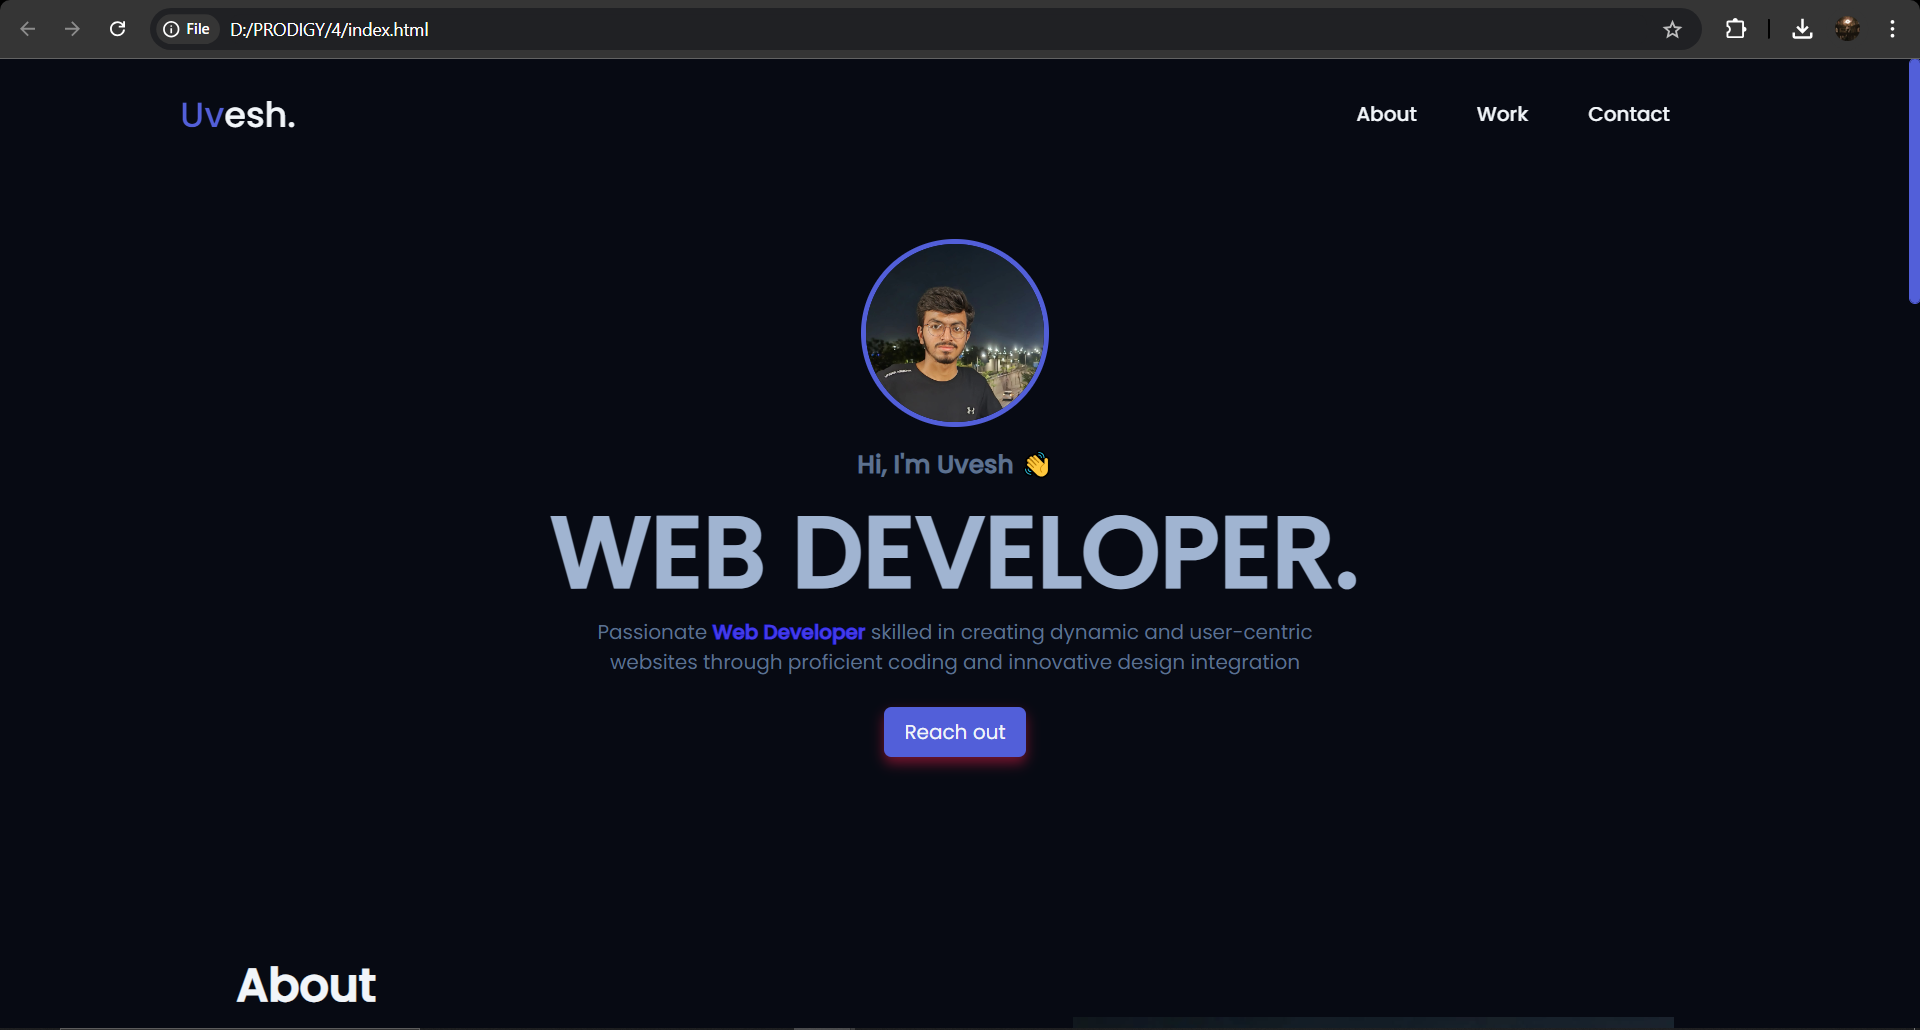 File D:/PRODIGY/4/index.html
Uvesh. About Work Contact
Hi, I'm Uvesh 👋
WEB DEVELOPER.
Passionate Web Developer skilled in creating dynamic and user-centric
websites through proficient coding and innovative design integration
Reach out
About